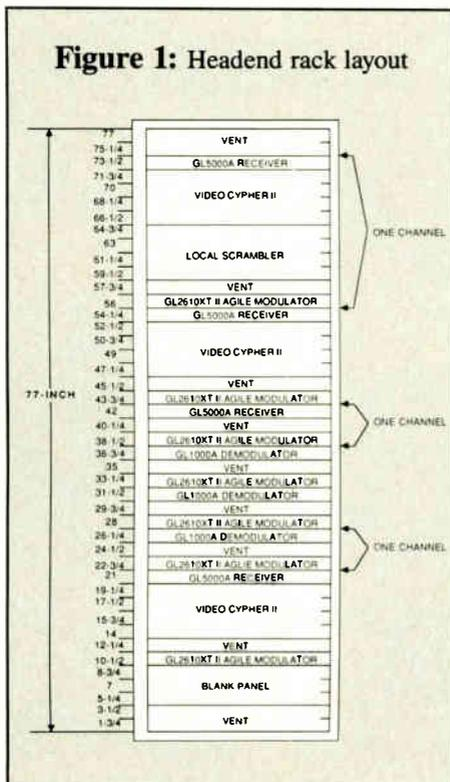 Figure 1: Headend rack layout
77
75-1/4
73-1/2
71-3/4
70
68-1/4
66-1/2
64-3/4
63
61-1/4
59-1/2
57-3/4
56
54-1/4
52-1/2
50-3/4
49
47-1/4
45-1/2
43-3/4
42
40-1/4
38-1/2
36-3/4
35
33-1/4
31-1/2
29-3/4
28
26-1/4
24-1/2
22-3/4
21
19-1/4
17-1/2
15-3/4
14
12-1/4
10-1/2
8-3/4
7
5-1/4
3-1/2
1-3/4
77-INCH
VENT
GL5000A RECEIVER
VIDEO CYPHER II
LOCAL SCRAMBLER
VENT
GL2610XT II AGILE MODULATOR
GL5000A RECEIVER
VIDEO CYPHER II
VENT
GL2610XT II AGILE MODULATOR
GL5000A RECEIVER
VENT
GL2610XT II AGILE MODULATOR
GL1000A DEMODULATOR
VENT
GL2610XT II AGILE MODULATOR
GL1000A DEMODULATOR
VENT
GL2610XT II AGILE MODULATOR
GL1000A DEMODULATOR
VENT
GL2610XT II AGLIE MODULATOR
GL5000A RECEIVER
VIDEO CYPHER II
VENT
GL2610XT II AGILE MODULATOR
BLANK PANEL
VENT
ONE CHANNEL
ONE CHANNEL
ONE CHANNEL